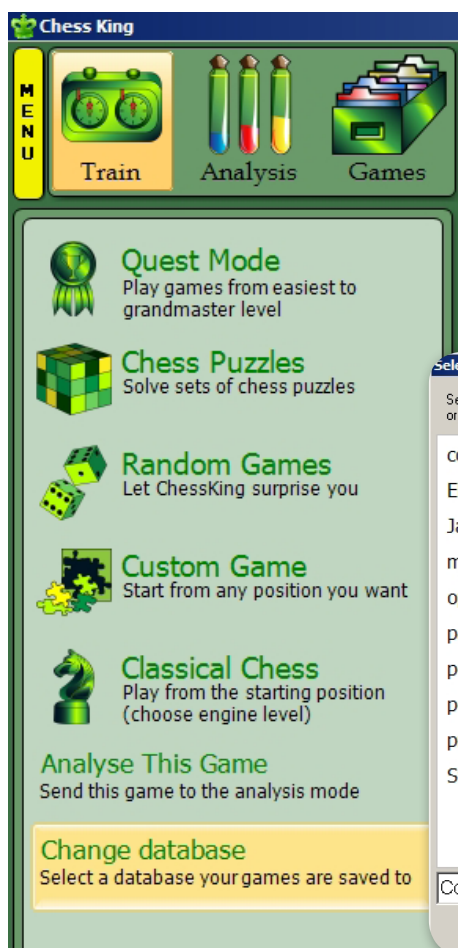 Chess King
MENU
Train
Analysis
Games
Quest Mode
Play games from easiest to
grandmaster level
Chess Puzzles
Solve sets of chess puzzles
Random Games
Let ChessKing surprise you
Custom Game
Start from any position you want
Classical Chess
Play from the starting position
(choose engine level)
Analyse This Game
Send this game to the analysis mode
Change database
Select a database your games are saved to